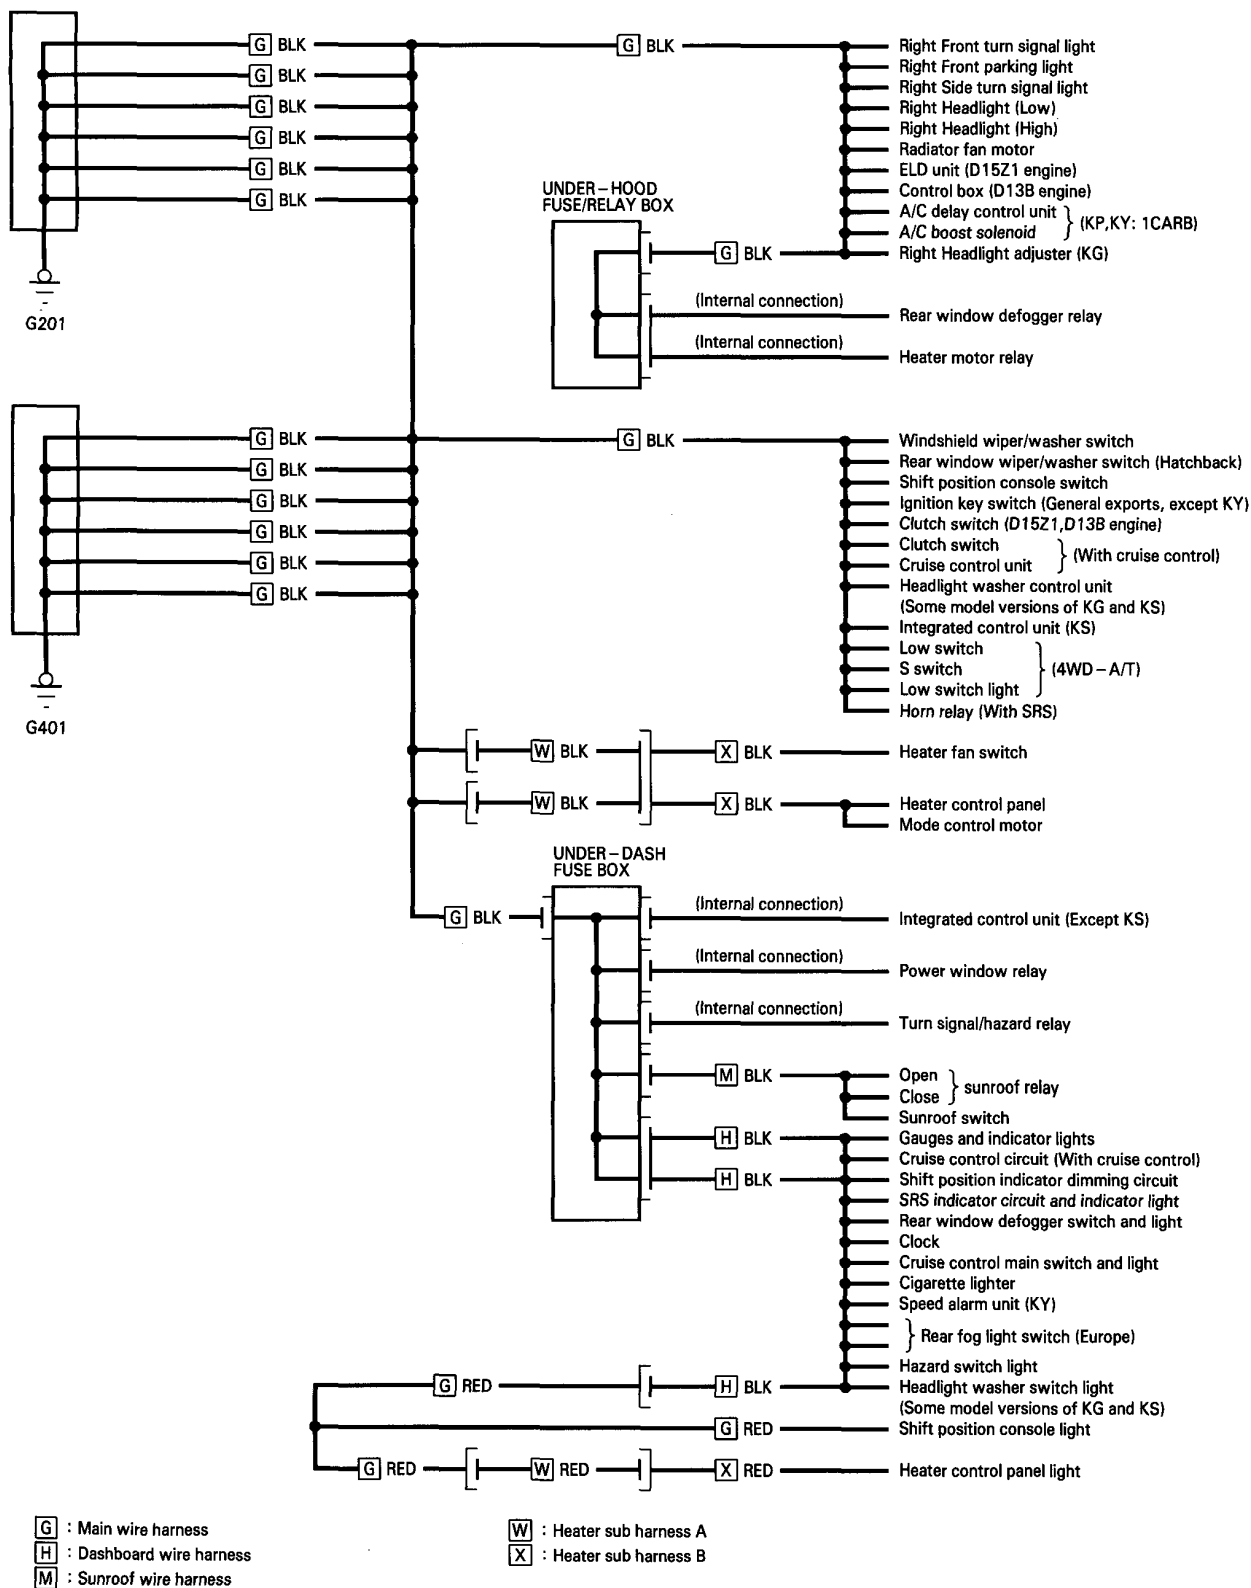 G BLK G BLK Right Front turn signal light
G BLK Right Front parking light
Right Side turn signal light
G BLK Right Headlight (Low)
G BLK Right Headlight (High)
Radiator fan motor
G BLK ELD unit (D15Z1 engine)
UNDER–HOOD
FUSE/RELAY BOX
G BLK Control box (D13B engine)
A/C delay control unit
A/C boost solenoid
(KP,KY: 1CARB)
G BLK Right Headlight adjuster (KG)
G201
(Internal connection) Rear window defogger relay
(Internal connection) Heater motor relay
G BLK G BLK Windshield wiper/washer switch
G BLK Rear window wiper/washer switch (Hatchback)
Shift position console switch
G BLK Ignition key switch (General exports, except KY)
G BLK Clutch switch (D15Z1,D13B engine)
Clutch switch
Cruise control unit
(With cruise control)
G BLK
G BLK Headlight washer control unit
(Some model versions of KG and KS)
Integrated control unit (KS)
Low switch
S switch
Low switch light
(4WD–A/T)
Horn relay (With SRS)
G401
W BLK X BLK Heater fan switch
W BLK X BLK Heater control panel
Mode control motor
UNDER–DASH
FUSE BOX
G BLK (Internal connection) Integrated control unit (Except KS)
(Internal connection) Power window relay
(Internal connection) Turn signal/hazard relay
M BLK Open
Close
sunroof relay
Sunroof switch
H BLK Gauges and indicator lights
Cruise control circuit (With cruise control)
H BLK Shift position indicator dimming circuit
SRS indicator circuit and indicator light
Rear window defogger switch and light
Clock
Cruise control main switch and light
Cigarette lighter
Speed alarm unit (KY)
Rear fog light switch (Europe)
Hazard switch light
G RED H BLK Headlight washer switch light
(Some model versions of KG and KS)
G RED Shift position console light
G RED W RED X RED Heater control panel light
G : Main wire harness
H : Dashboard wire harness
M : Sunroof wire harness
W : Heater sub harness A
X : Heater sub harness B